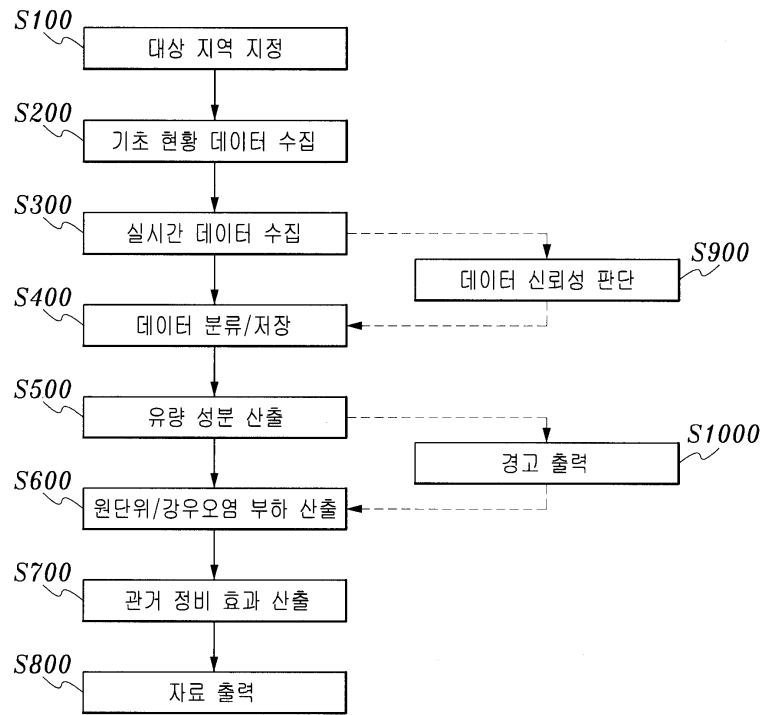 S100
대상 지역 지정
S200
기초 현황 데이터 수집
S300
실시간 데이터 수집
S900
데이터 신뢰성 판단
S400
데이터 분류/저장
S500
유량 성분 산출
S1000
경고 출력
S600
원단위/강우오염 부하 산출
S700
관거 정비 효과 산출
S800
자료 출력